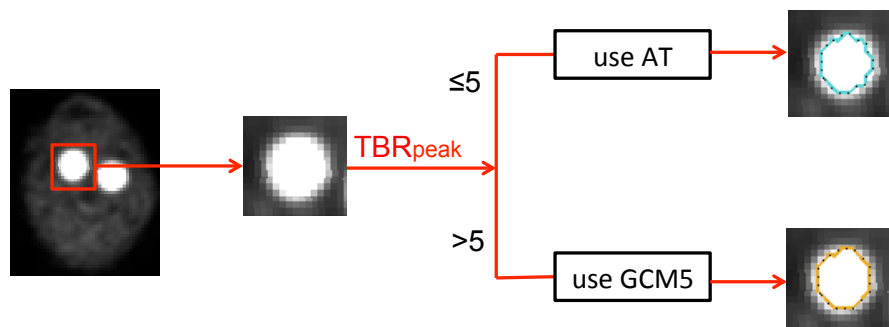 use AT
≤5
TBRpeak
>5
use GCM5